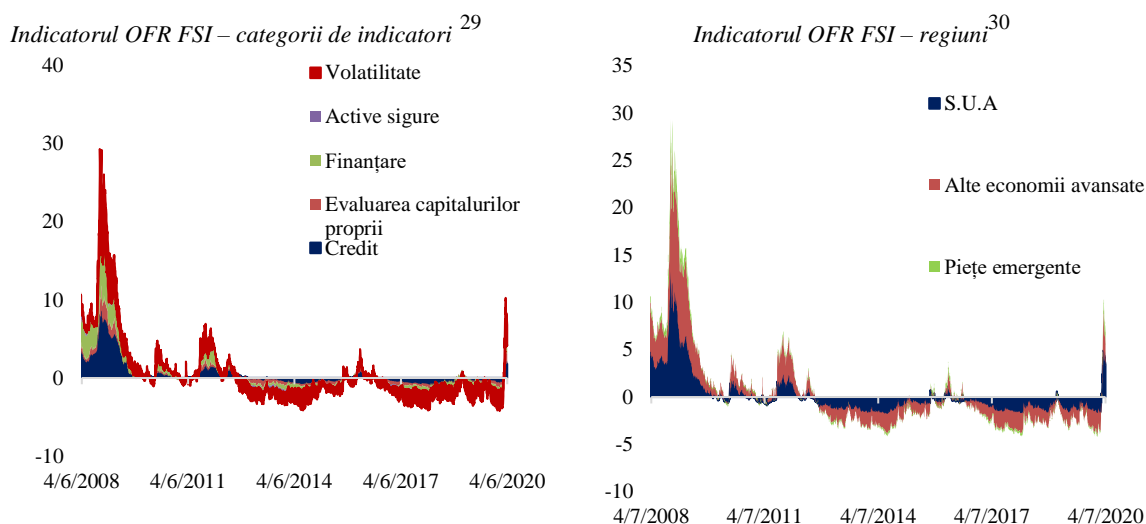 Indicatorul OFR FSI – categorii de indicatori 29
40
30
20
10
0
-10
Volatilitate
Active sigure
Finanțare
Evaluarea capitalurilor
proprii
Credit
4/6/2008 4/6/2011 4/6/2014 4/6/2017 4/6/2020
Indicatorul OFR FSI – regiuni30
35
30
25
20
15
10
5
0
-5
-10
S.U.A
Alte economii avansate
Piețe emergente
4/7/2008 4/7/2011 4/7/2014 4/7/2017 4/7/2020